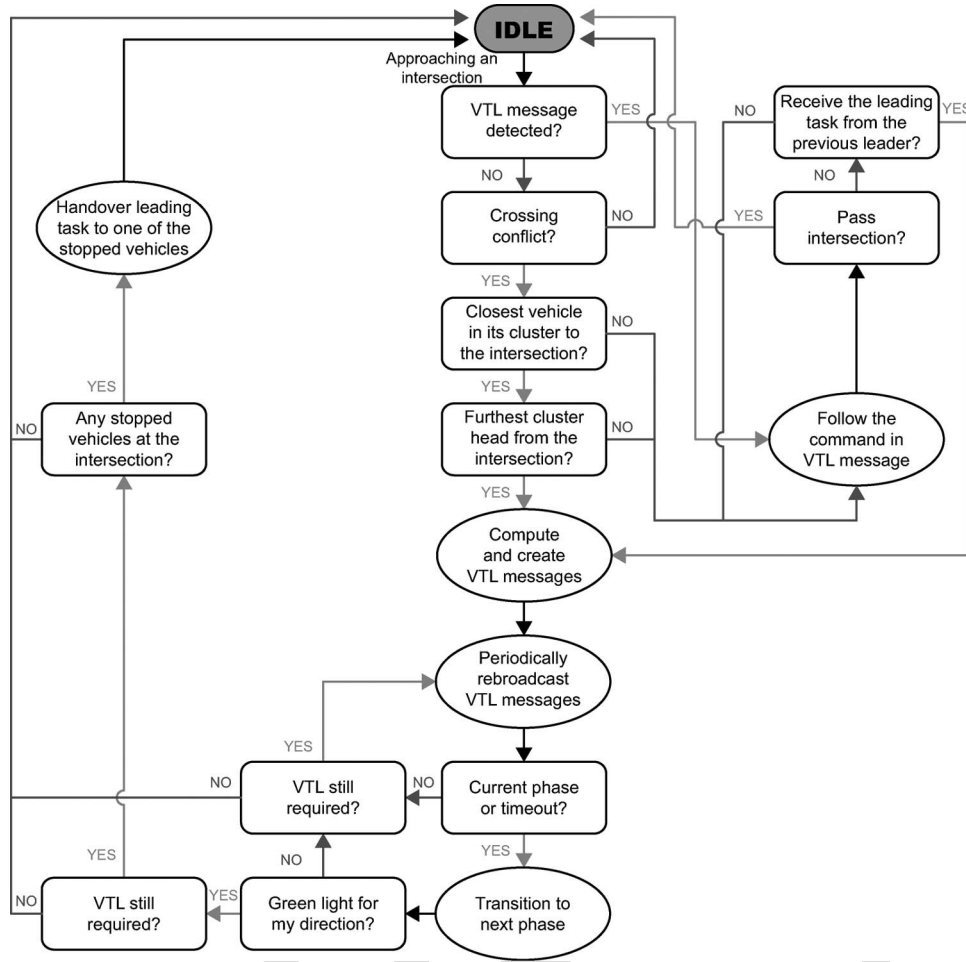 IDLE
Approaching an
intersection
VTL message
detected?
YES
NO
Receive the leading
task from the
previous leader?
YES
NO
NO
Crossing
conflict?
NO
YES
Pass
intersection?
Handover leading
task to one of the
stopped vehicles
YES
Closest vehicle
in its cluster to
the intersection?
NO
YES
YES
Any stopped
vehicles at the
intersection?
NO
Furthest cluster
head from the
intersection?
NO
Follow the
command in
VTL message
YES
Compute
and create
VTL messages
Periodically
rebroadcast
VTL messages
YES
NO
VTL still
required?
NO
Current phase
or timeout?
YES
NO
YES
NO
VTL still
required?
YES
Green light for
my direction?
Transition to
next phase